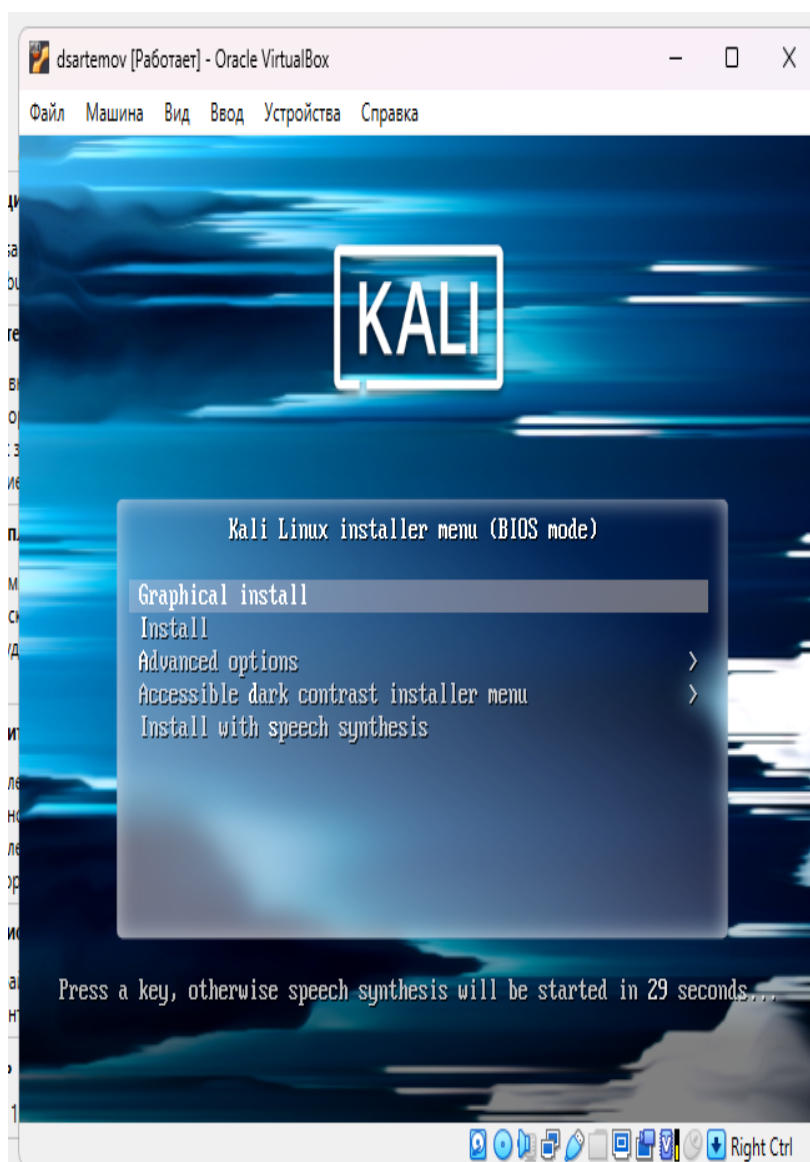 dsartemov [Работает] - Oracle VirtualBox
Файл Машина Вид Ввод Устройства Справка
KALI
Kali Linux installer menu (BIOS mode)
Graphical install
Install
Advanced options >
Accessible dark contrast installer menu >
Install with speech synthesis
Press a key, otherwise speech synthesis will be started in 29 seconds...
Right Ctrl